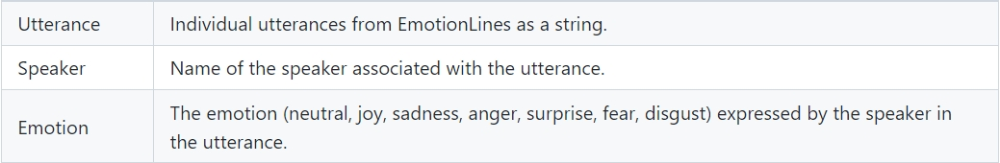 Utterance Individual utterances from EmotionLines as a string.
Speaker Name of the speaker associated with the utterance.
Emotion The emotion (neutral, joy, sadness, anger, surprise, fear, disgust) expressed by the speaker in
the utterance.